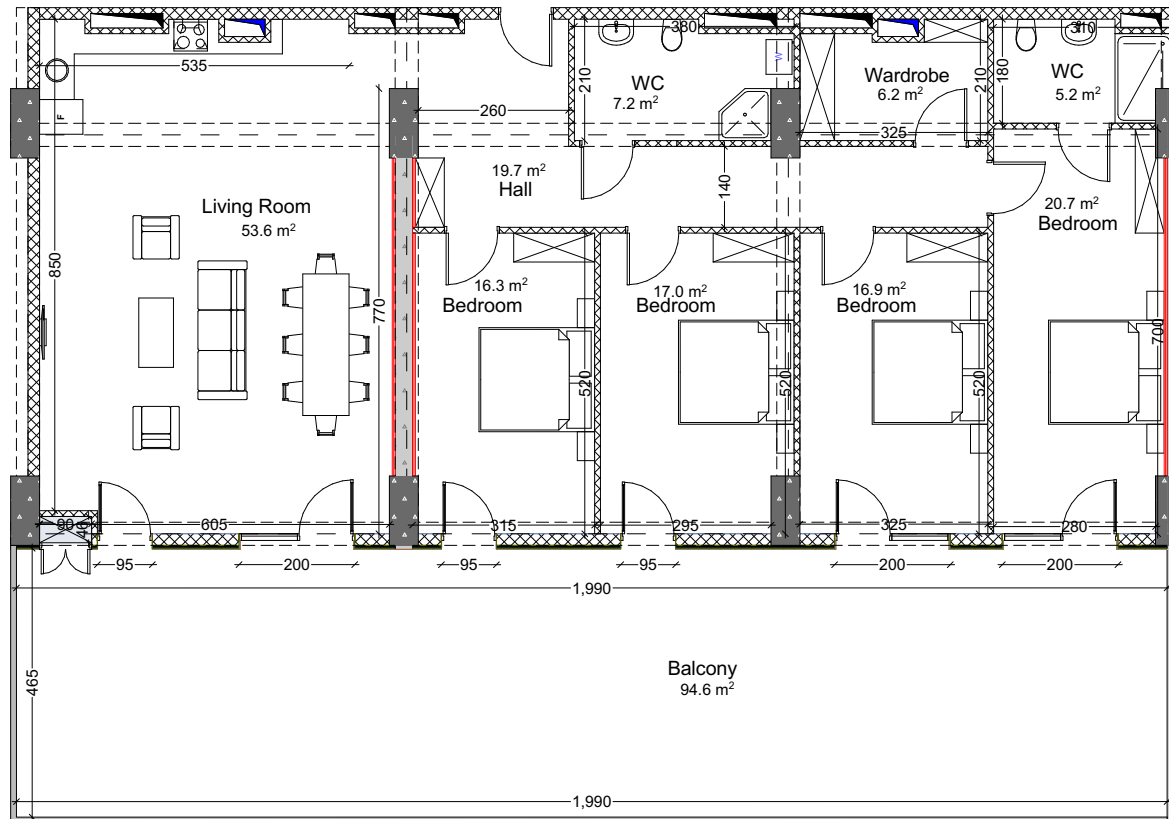 380
310
535
WC
7.2 m²
W
210
Wardrobe
6.2 m²
210
180
WC
5.2 m²
F
260
325
19.7 m²
Hall
140
Living Room
53.6 m²
20.7 m²
Bedroom
850
770
16.3 m²
Bedroom
17.0 m²
Bedroom
16.9 m²
Bedroom
700
520
520
520
90
605
315
295
325
280
95
200
95
95
200
200
1,990
465
Balcony
94.6 m²
1,990